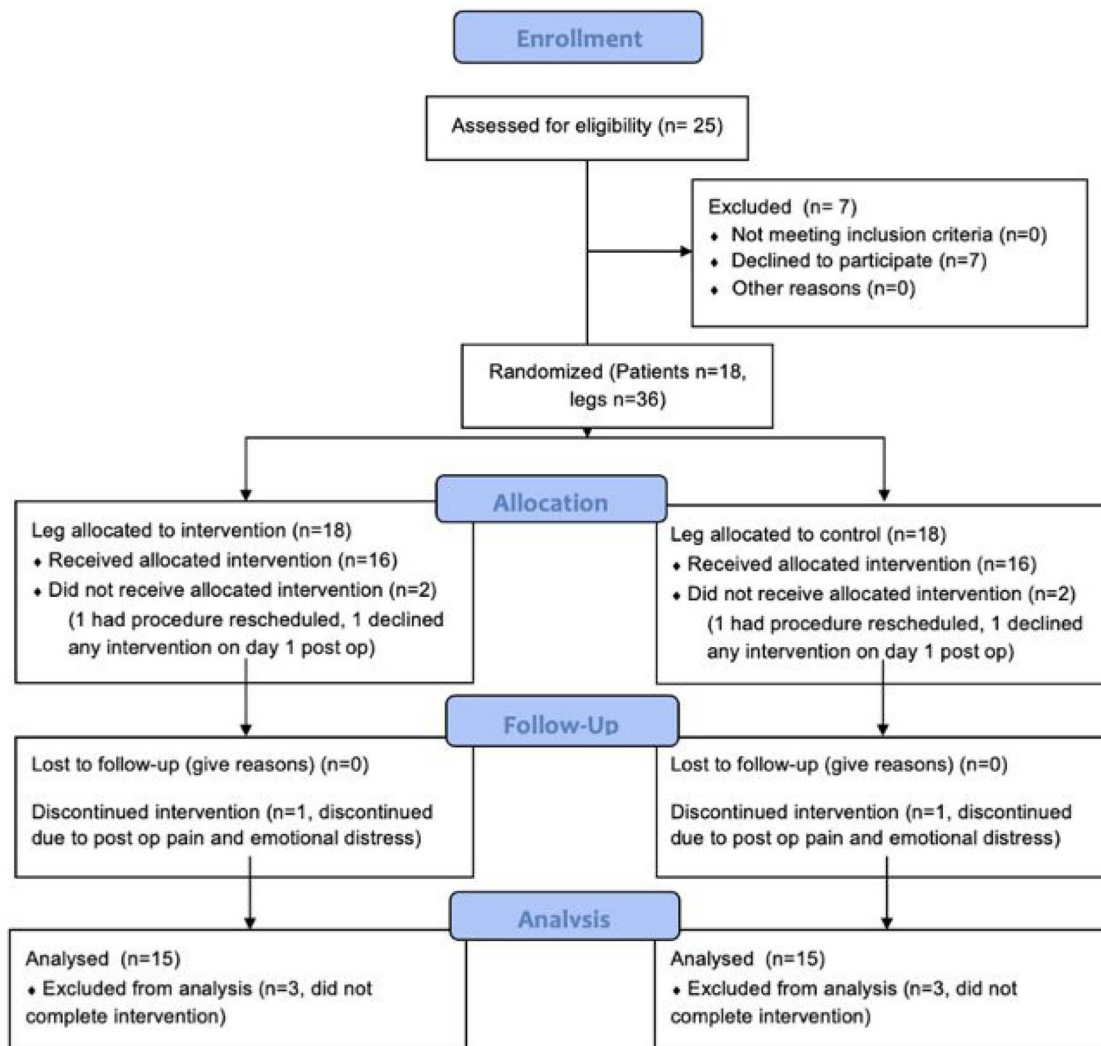 Enrollment
Assessed for eligibility (n= 25)
Excluded (n= 7)
♦ Not meeting inclusion criteria (n=0)
♦ Declined to participate (n=7)
♦ Other reasons (n=0)
Randomized (Patients n=18,
legs n=36)
Allocation
Leg allocated to intervention (n=18)
♦ Received allocated intervention (n=16)
♦ Did not receive allocated intervention (n=2)
(1 had procedure rescheduled, 1 declined
any intervention on day 1 post op)
Leg allocated to control (n=18)
♦ Received allocated intervention (n=16)
♦ Did not receive allocated intervention (n=2)
(1 had procedure rescheduled, 1 declined
any intervention on day 1 post op)
Follow-Up
Lost to follow-up (give reasons) (n=0)
Discontinued intervention (n=1, discontinued
due to post op pain and emotional distress)
Lost to follow-up (give reasons) (n=0)
Discontinued intervention (n=1, discontinued
due to post op pain and emotional distress)
Analysis
Analysed (n=15)
♦ Excluded from analysis (n=3, did not
complete intervention)
Analysed (n=15)
♦ Excluded from analysis (n=3, did not
complete intervention)